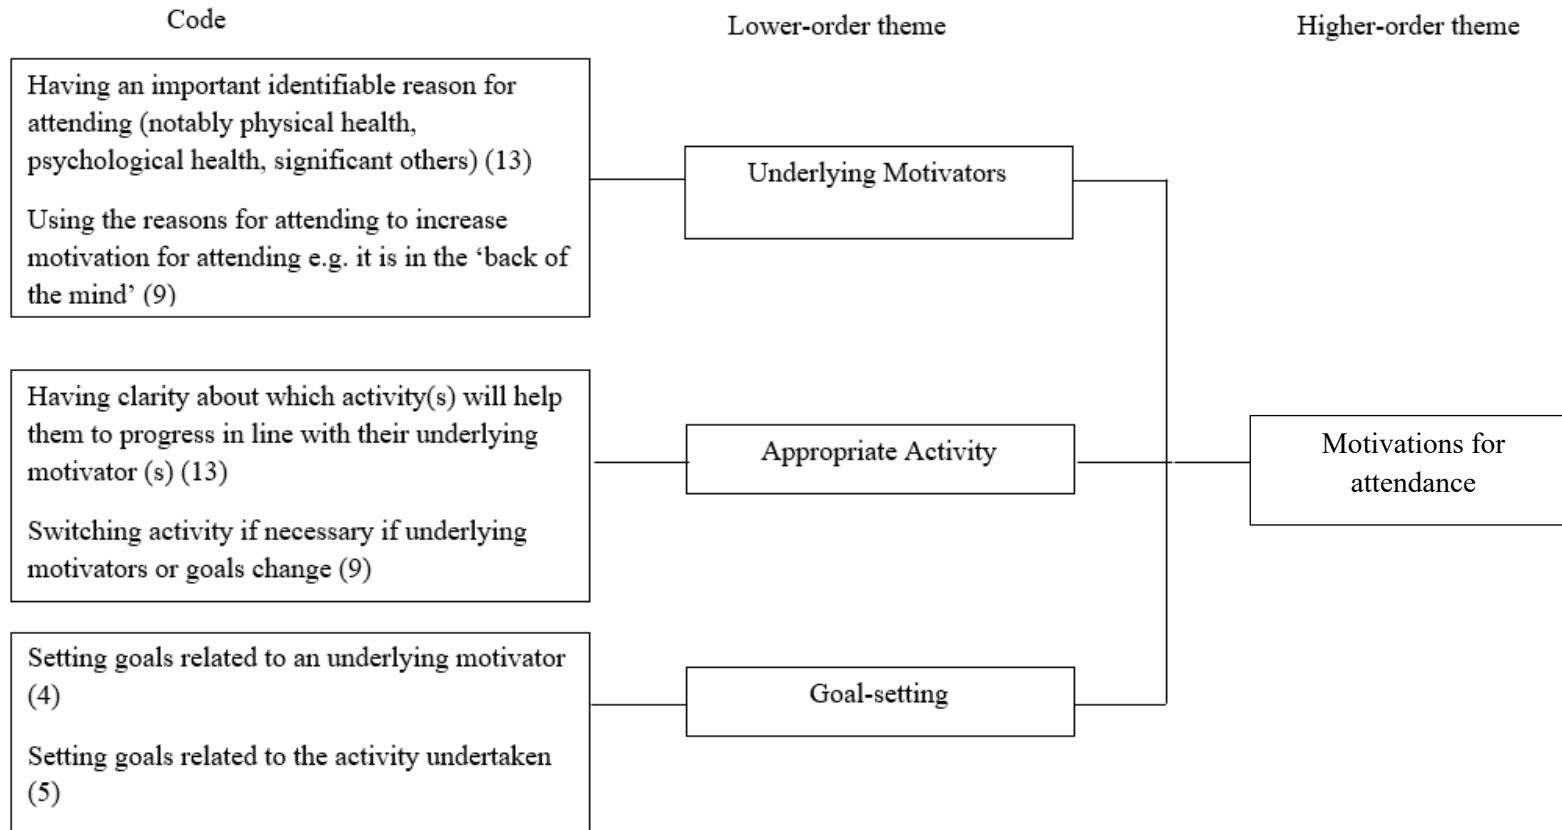 Code
Lower-order theme
Higher-order theme
Having an important identifiable reason for
attending (notably physical health,
psychological health, significant others) (13)
Using the reasons for attending to increase
motivation for attending e.g. it is in the ‘back of
the mind’ (9)
Underlying Motivators
Having clarity about which activity(s) will help
them to progress in line with their underlying
motivator (s) (13)
Switching activity if necessary if underlying
motivators or goals change (9)
Appropriate Activity
Motivations for
attendance
Setting goals related to an underlying motivator
(4)
Setting goals related to the activity undertaken
(5)
Goal-setting